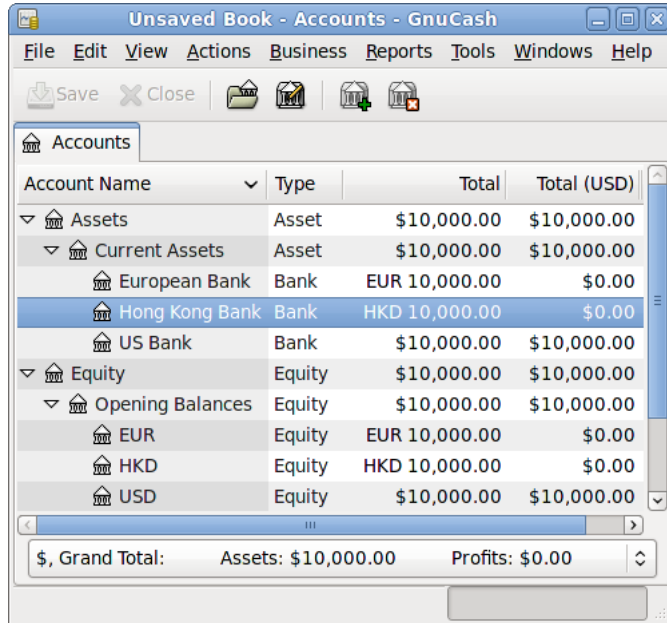 Unsaved Book - Accounts - GnuCash
File Edit View Actions Business Reports Tools Windows Help
Save Close
Accounts
Account Name Type Total Total (USD)
Assets Asset $10,000.00 $10,000.00
Current Assets Asset $10,000.00 $10,000.00
European Bank Bank EUR 10,000.00 $0.00
Hong Kong Bank Bank HKD 10,000.00 $0.00
US Bank Bank $10,000.00 $10,000.00
Equity Equity $10,000.00 $10,000.00
Opening Balances Equity $10,000.00 $10,000.00
EUR Equity EUR 10,000.00 $0.00
HKD Equity HKD 10,000.00 $0.00
USD Equity $10,000.00 $10,000.00
$, Grand Total: Assets: $10,000.00 Profits: $0.00